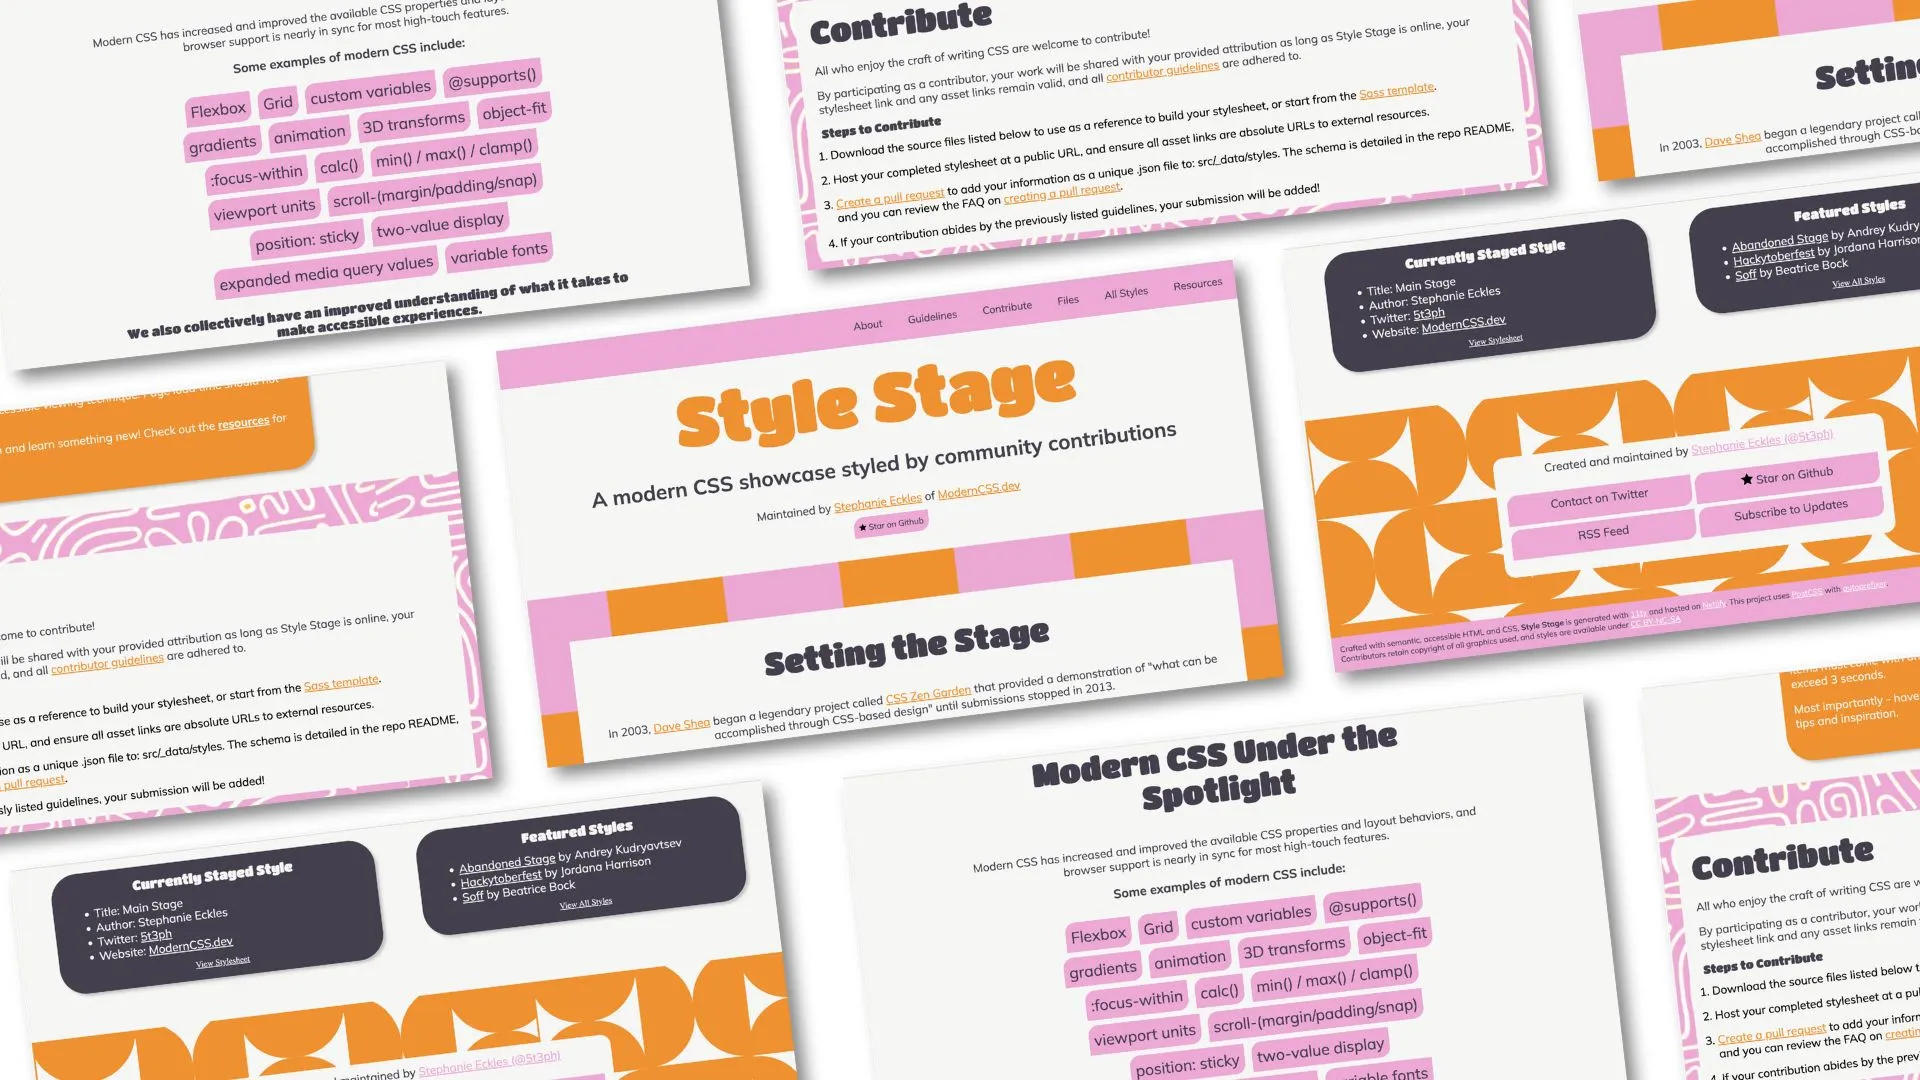 Modern CSS has increased and improved the available CSS properties and
browser support is nearly in sync for most high-touch features.
Some examples of modern CSS include:
Flexbox
Grid
custom variables
@supports()
gradients
animation
3D transforms
object-fit
:focus-within
calc()
min() / max() / clamp()
viewport units
scroll-(margin/padding/snap)
position: sticky
two-value display
expanded media query values
variable fonts
We also collectively have an improved understanding of what it takes to
make accessible experiences.
Contribute
All who enjoy the craft of writing CSS are welcome to contribute!
By participating as a contributor, your work will be shared with your provided attribution as long as Style Stage is online, your
stylesheet link and any asset links remain valid, and all contributor guidelines are adhered to.
Steps to Contribute
1. Download the source files listed below to use as a reference to build your stylesheet, or start from the Sass template.
2. Host your completed stylesheet at a public URL, and ensure all asset links are absolute URLs to external resources.
3. Create a pull request to add your information as a unique .json file to: src/_data/styles. The schema is detailed in the repo README,
and you can review the FAQ on creating a pull request.
4. If your contribution abides by the previously listed guidelines, your submission will be added!
Setting
In 2003, Dave Shea began a legendary project
accomplished through
and learn something new! Check out the resources for
come to contribute!
will be shared with your provided attribution as long as Style Stage is online, your
and all contributor guidelines are adhered to.
use as a reference to build your stylesheet, or start from the Sass template.
URL, and ensure all asset links are absolute URLs to external resources.
as a unique .json file to: src/_data/styles. The schema is detailed in the repo README,
pull request.
listed guidelines, your submission will be added!
About
Guidelines
Contribute
Files
All Styles
Resources
Style Stage
A modern CSS showcase styled by community contributions
Maintained by Stephanie Eckles of ModernCSS.dev
★ Star on Github
Setting the Stage
In 2003, Dave Shea began a legendary project called CSS Zen Garden that provided a demonstration of "what can be
accomplished through CSS-based design" until submissions stopped in 2013.
Currently Staged Style
• Title: Main Stage
• Author: Stephanie Eckles
• Twitter: 5t3ph
• Website: ModernCSS.dev
View Stylesheet
Featured Styles
• Abandoned Stage by Andrey
• Hackytoberfest by Jordana
• Soff by Beatrice Bock
View All Styles
Created and maintained by Stephanie Eckles (@5t3ph)
Contact on Twitter
★ Star on Github
RSS Feed
Subscribe to Updates
Crafted with semantic, accessible HTML and CSS, Style Stage is generated with 11ty and hosted on Netlify. This project uses PostCSS with autoprefixer.
Contributors retain copyright of all graphics used, and styles are available under CC BY-NC-SA
Currently Staged Style
• Title: Main Stage
• Author: Stephanie Eckles
• Twitter: 5t3ph
• Website: ModernCSS.dev
View Stylesheet
Featured Styles
• Abandoned Stage by Andrey Kudryavtsev
• Hackytoberfest by Jordana Harrison
• Soff by Beatrice Bock
View All Styles
maintained by Stephanie Eckles (@5t3ph)
Modern CSS Under the
Spotlight
Modern CSS has increased and improved the available CSS properties and layout behaviors, and
browser support is nearly in sync for most high-touch features.
Some examples of modern CSS include:
Flexbox
Grid
custom variables
@supports()
gradients
animation
3D transforms
object-fit
:focus-within
calc()
min() / max() / clamp()
viewport units
scroll-(margin/padding/snap)
position: sticky
two-value display
fonts
exceed 3 seconds.
Most importantly – have
tips and inspiration.
Contribute
All who enjoy the craft of writing CSS are
By participating as a contributor, your
stylesheet link and any asset links remain
Steps to Contribute
1. Download the source files listed below
2. Host your completed stylesheet at a
3. Create a pull request to add your
and you can review the FAQ on
4. If your contribution abides by the